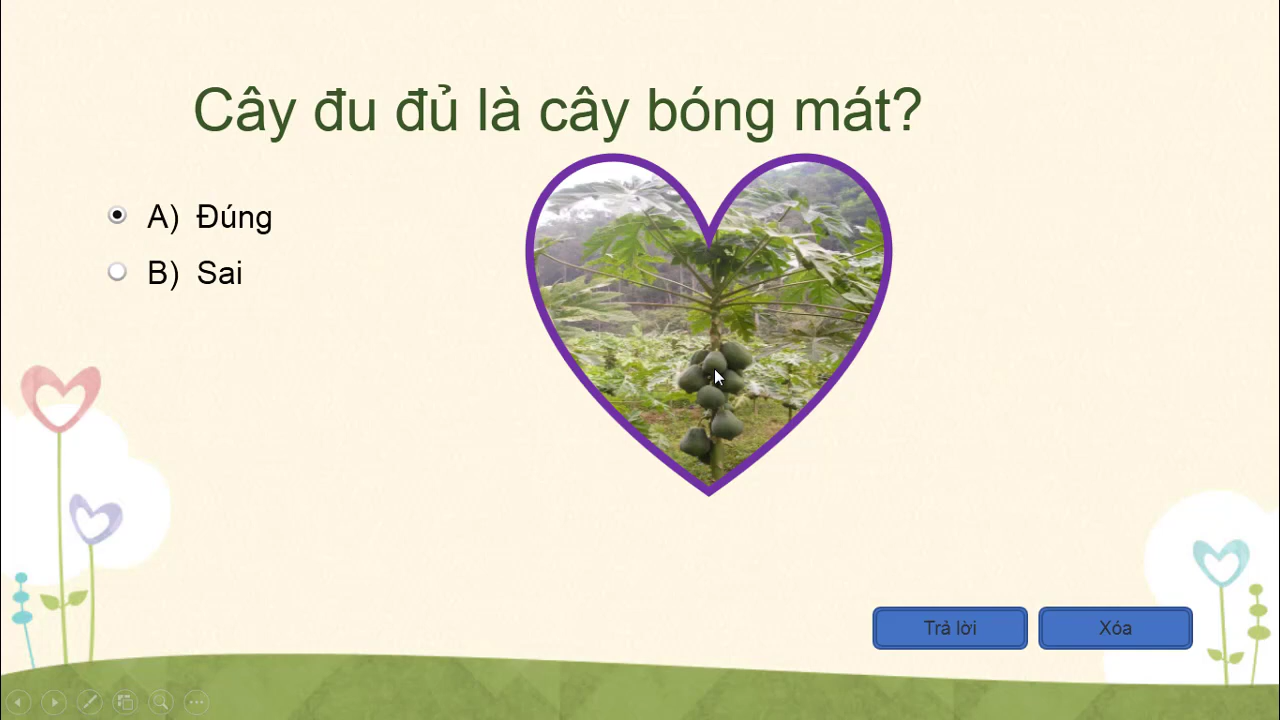 Cây đu đủ là cây bóng mát?
A) Đúng
B) Sai
Trả lời
Xóa